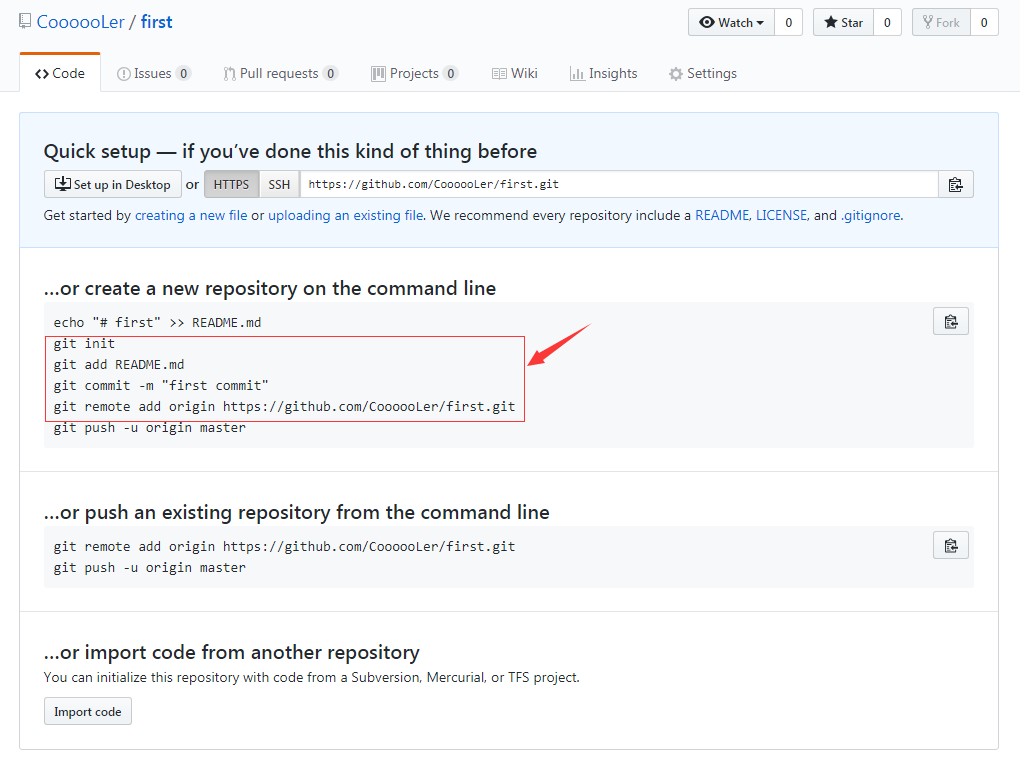 CoooooLer / first
Watch 0 Star 0 Fork 0
Code Issues 0 Pull requests 0 Projects 0 Wiki Insights Settings
Quick setup — if you've done this kind of thing before
Set up in Desktop or HTTPS SSH https://github.com/CoooooLer/first.git
Get started by creating a new file or uploading an existing file. We recommend every repository include a README, LICENSE, and .gitignore.
…or create a new repository on the command line
echo "# first" >> README.md
git init
git add README.md
git commit -m "first commit"
git remote add origin https://github.com/CoooooLer/first.git
git push -u origin master
…or push an existing repository from the command line
git remote add origin https://github.com/CoooooLer/first.git
git push -u origin master
…or import code from another repository
You can initialize this repository with code from a Subversion, Mercurial, or TFS project.
Import code